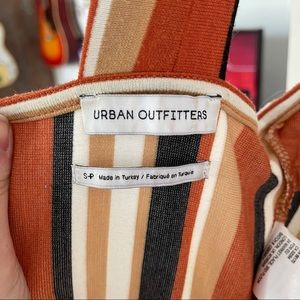 URBAN OUTFITTERS
S-P Made in Turkey / Fabriqué en Turquie